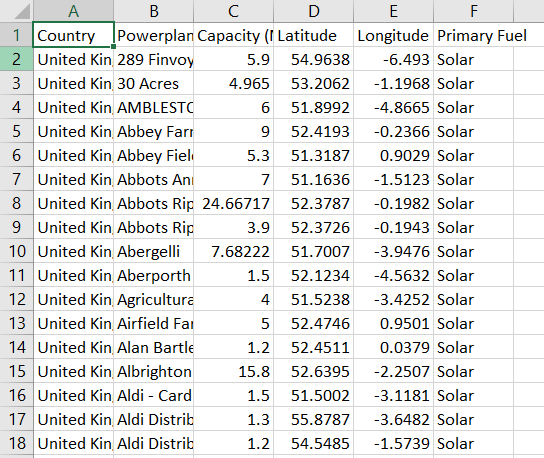 A B C D E F
1 Country Powerplan Capacity (M Latitude Longitude Primary Fuel
2 United Kin 289 Finvoy 5.9 54.9638 -6.493 Solar
3 United Kin 30 Acres 4.965 53.2062 -1.1968 Solar
4 United Kin AMBLESTO 6 51.8992 -4.8665 Solar
5 United Kin Abbey Farr 9 52.4193 -0.2366 Solar
6 United Kin Abbey Fiel 5.3 51.3187 0.9029 Solar
7 United Kin Abbots An 7 51.1636 -1.5123 Solar
8 United Kin Abbots Rip 24.66717 52.3787 -0.1982 Solar
9 United Kin Abbots Rip 3.9 52.3726 -0.1943 Solar
10 United Kin Abergelli 7.68222 51.7007 -3.9476 Solar
11 United Kin Aberporth 1.5 52.1234 -4.5632 Solar
12 United Kin Agricultura 4 51.5238 -3.4252 Solar
13 United Kin Airfield Fa 5 52.4746 0.9501 Solar
14 United Kin Alan Bartle 1.2 52.4511 0.0379 Solar
15 United Kin Albrighton 15.8 52.6395 -2.2507 Solar
16 United Kin Aldi - Card 1.5 51.5002 -3.1181 Solar
17 United Kin Aldi Distrib 1.3 55.8787 -3.6482 Solar
18 United Kin Aldi Distrib 1.2 54.5485 -1.5739 Solar